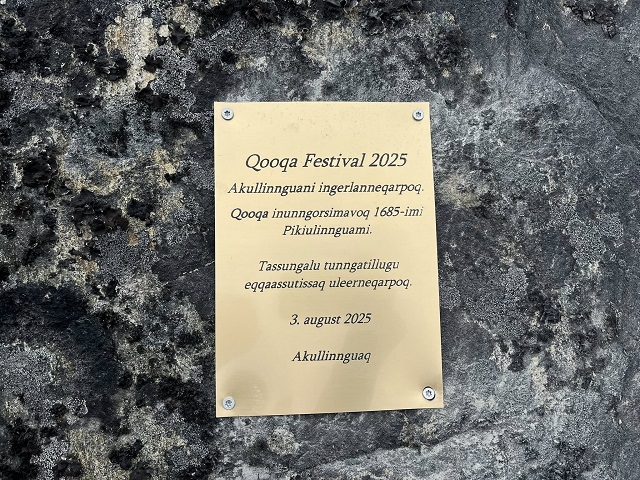 Qooqa Festival 2025
Akullinnguani ingerlanneqarpoq.
Qooqa inunngorsimavoq 1685-imi
Pikiulinnguami.
Tassungalu tunngatillugu
eqqaassutissaq uleerneqarpoq.
3. august 2025
Akullinnguaq